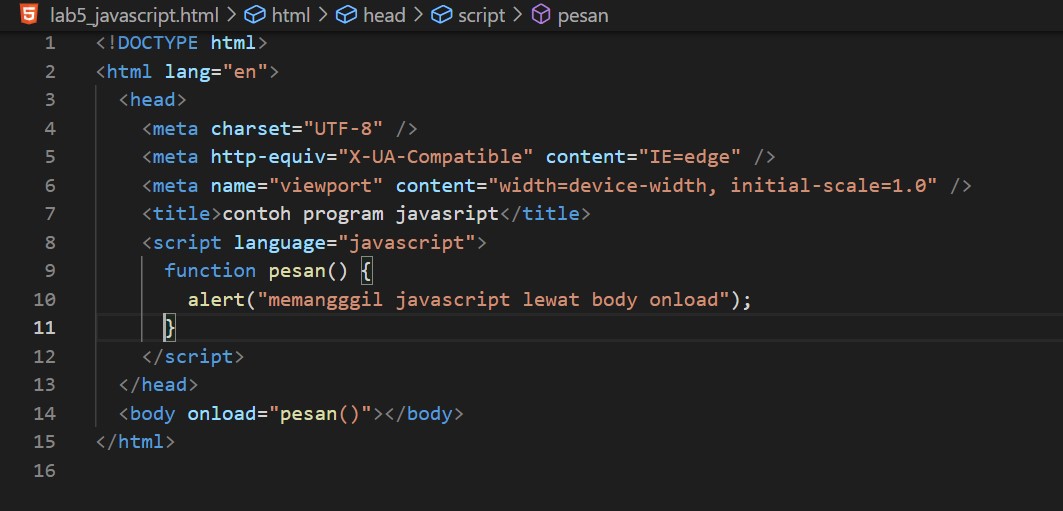 lab5_javascript.html > html > head > script > pesan
1 <!DOCTYPE html>
2 <html lang="en">
3 <head>
4 <meta charset="UTF-8" />
5 <meta http-equiv="X-UA-Compatible" content="IE=edge" />
6 <meta name="viewport" content="width=device-width, initial-scale=1.0" />
7 <title>contoh program javasript</title>
8 <script language="javascript">
9 function pesan() {
10 alert("memangggil javascript lewat body onload");
11 }
12 </script>
13 </head>
14 <body onload="pesan()"></body>
15 </html>
16